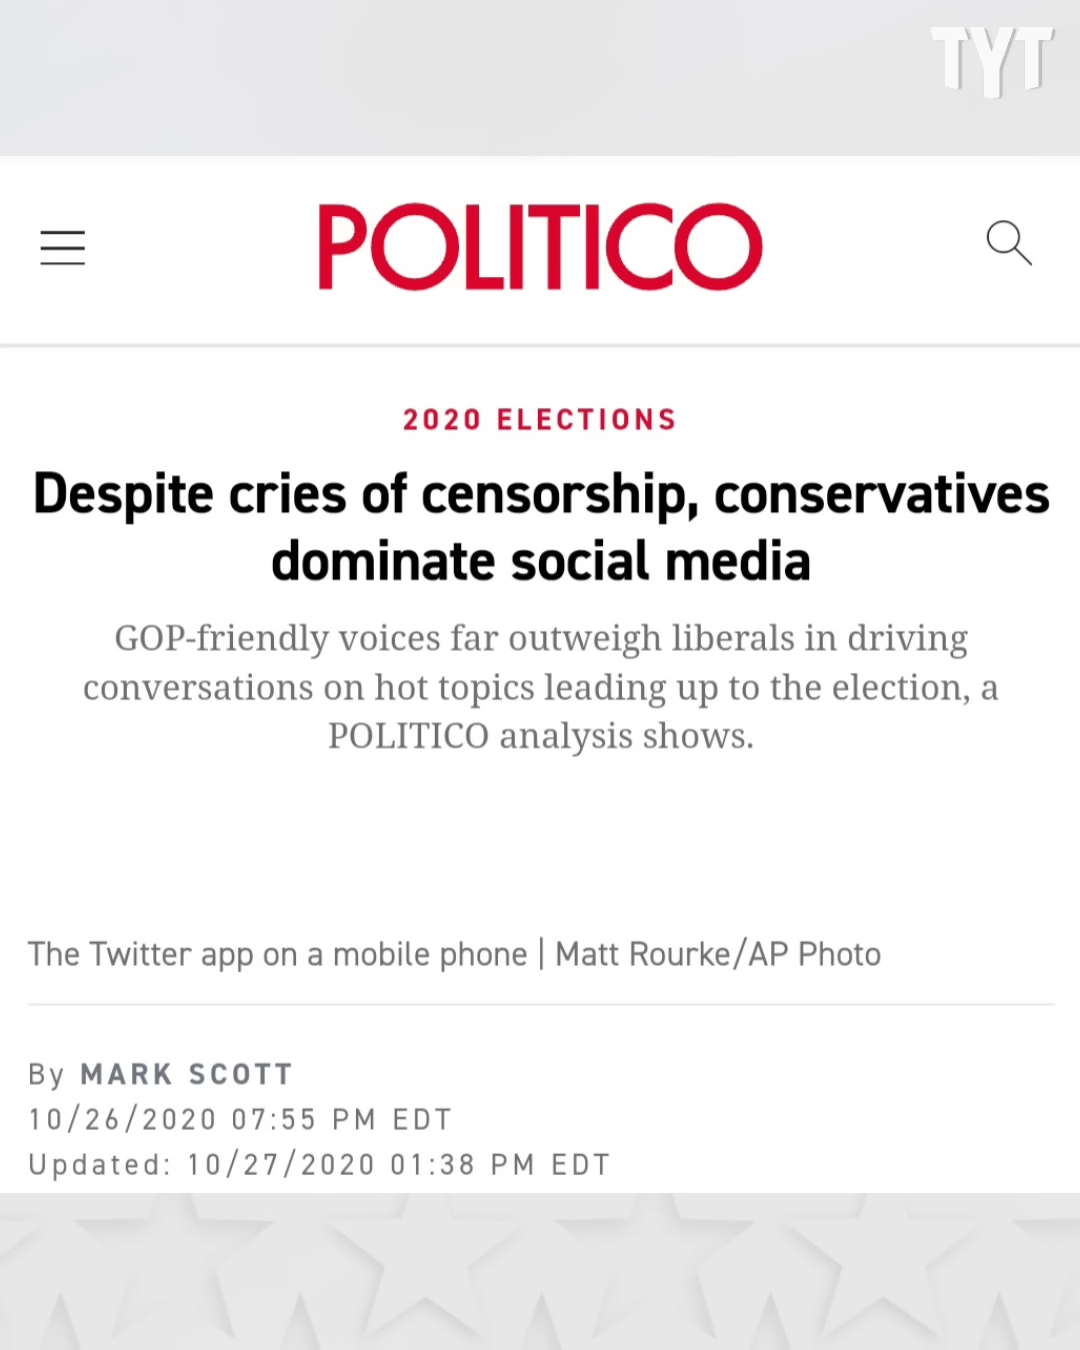 TYT
POLITICO
2020 ELECTIONS
Despite cries of censorship, conservatives
dominate social media
GOP-friendly voices far outweigh liberals in driving
conversations on hot topics leading up to the election, a
POLITICO analysis shows.
The Twitter app on a mobile phone | Matt Rourke/AP Photo
By MARK SCOTT
10/26/2020 07:55 PM EDT
Updated: 10/27/2020 01:38 PM EDT